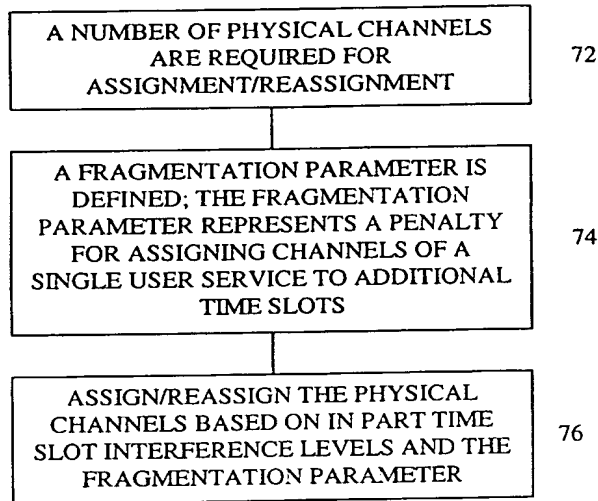 A NUMBER OF PHYSICAL CHANNELS
ARE REQUIRED FOR
ASSIGNMENT/REASSIGNMENT
72
A FRAGMENTATION PARAMETER IS
DEFINED; THE FRAGMENTATION
PARAMETER REPRESENTS A PENALTY
FOR ASSIGNING CHANNELS OF A
SINGLE USER SERVICE TO ADDITIONAL
TIME SLOTS
74
ASSIGN/REASSIGN THE PHYSICAL
CHANNELS BASED ON IN PART TIME
SLOT INTERFERENCE LEVELS AND THE
FRAGMENTATION PARAMETER
76